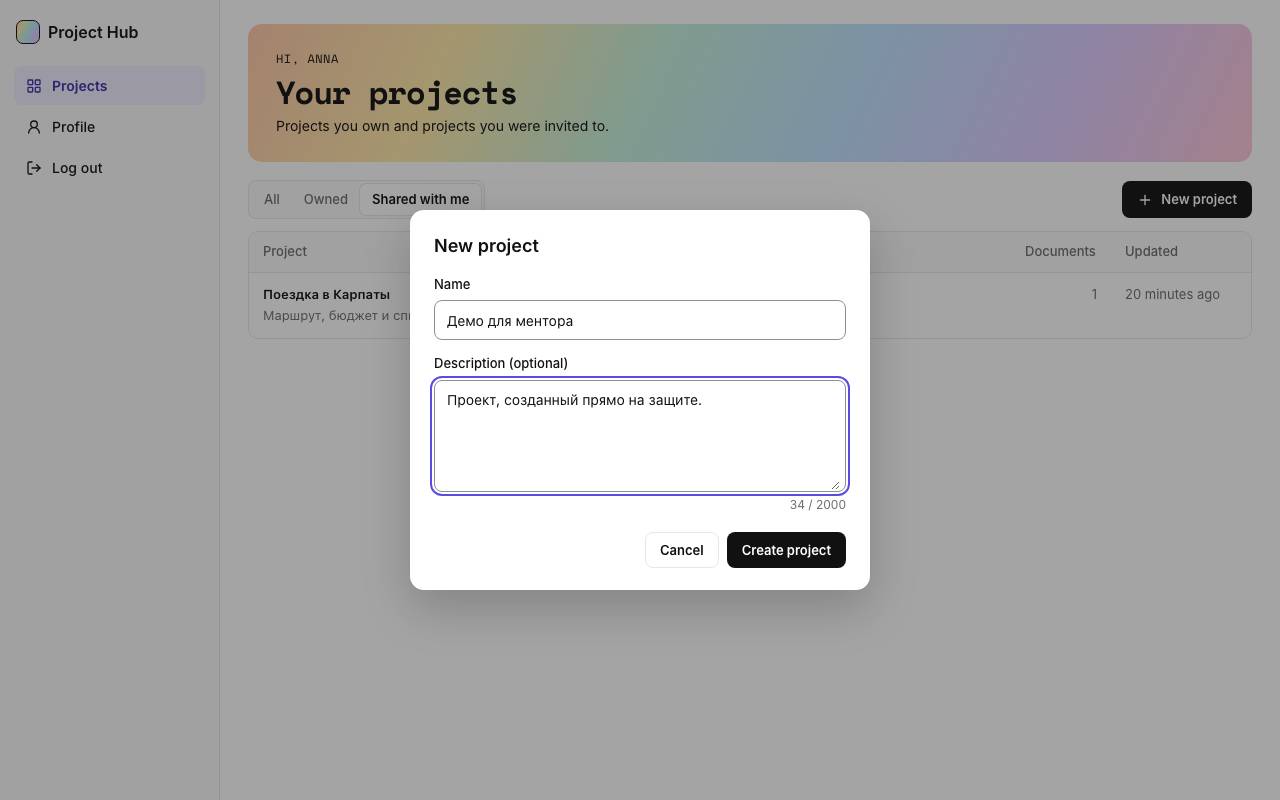 Project Hub
Projects
Profile
Log out
HI, ANNA
Your projects
Projects you own and projects you were invited to.
All
Owned
Shared with me
New project
Project
Documents
Updated
Поездка в Карпаты
1
20 minutes ago
Маршрут, бюджет и
New project
Name
Демо для ментора
Description (optional)
Проект, созданный прямо на защите.
34 / 2000
Cancel
Create project